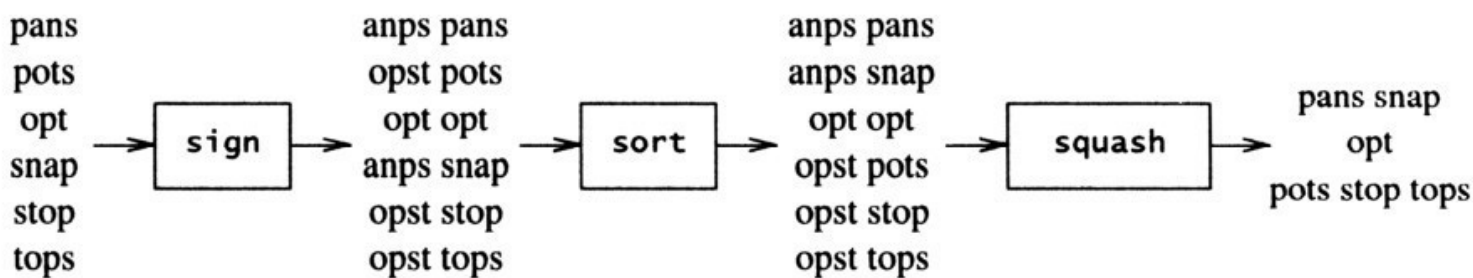 pans
pots
opt
snap
stop
tops
sign
anps pans
opst pots
opt opt
anps snap
opst stop
opst tops
sort
anps pans
anps snap
opt opt
opst pots
opst stop
opst tops
squash
pans snap
opt
pots stop tops